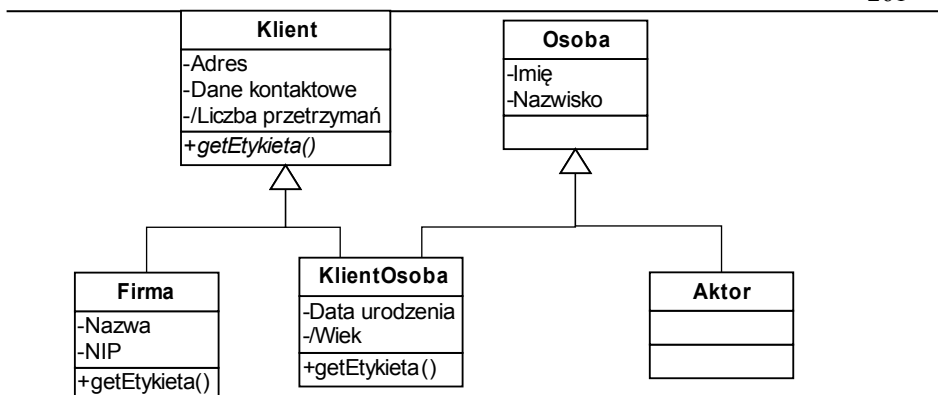 Klient
-Adres
-Dane kontaktowe
-/Liczba przetrzymań
+getEtykieta()
Osoba
-Imię
-Nazwisko
Firma
-Nazwa
-NIP
+getEtykieta()
KlientOsoba
-Data urodzenia
-/Wiek
+getEtykieta()
Aktor